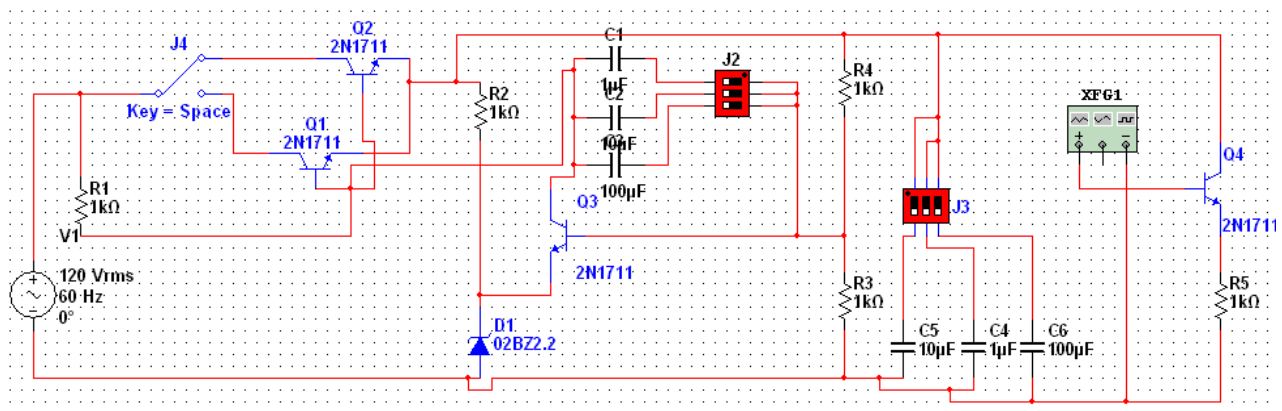 J4
Key = Space
Q2
2N1711
Q1
2N1711
R1
1kΩ
V1
120 Vrms
60 Hz
0°
R2
1kΩ
C1
1µF
C2
10µF
100µF
J2
Q3
2N1711
D1
02BZ2.2
R4
1kΩ
R3
1kΩ
J3
C5
10µF
C4
1µF
C6
100µF
XFG1
+
−
Q4
2N1711
R5
1kΩ